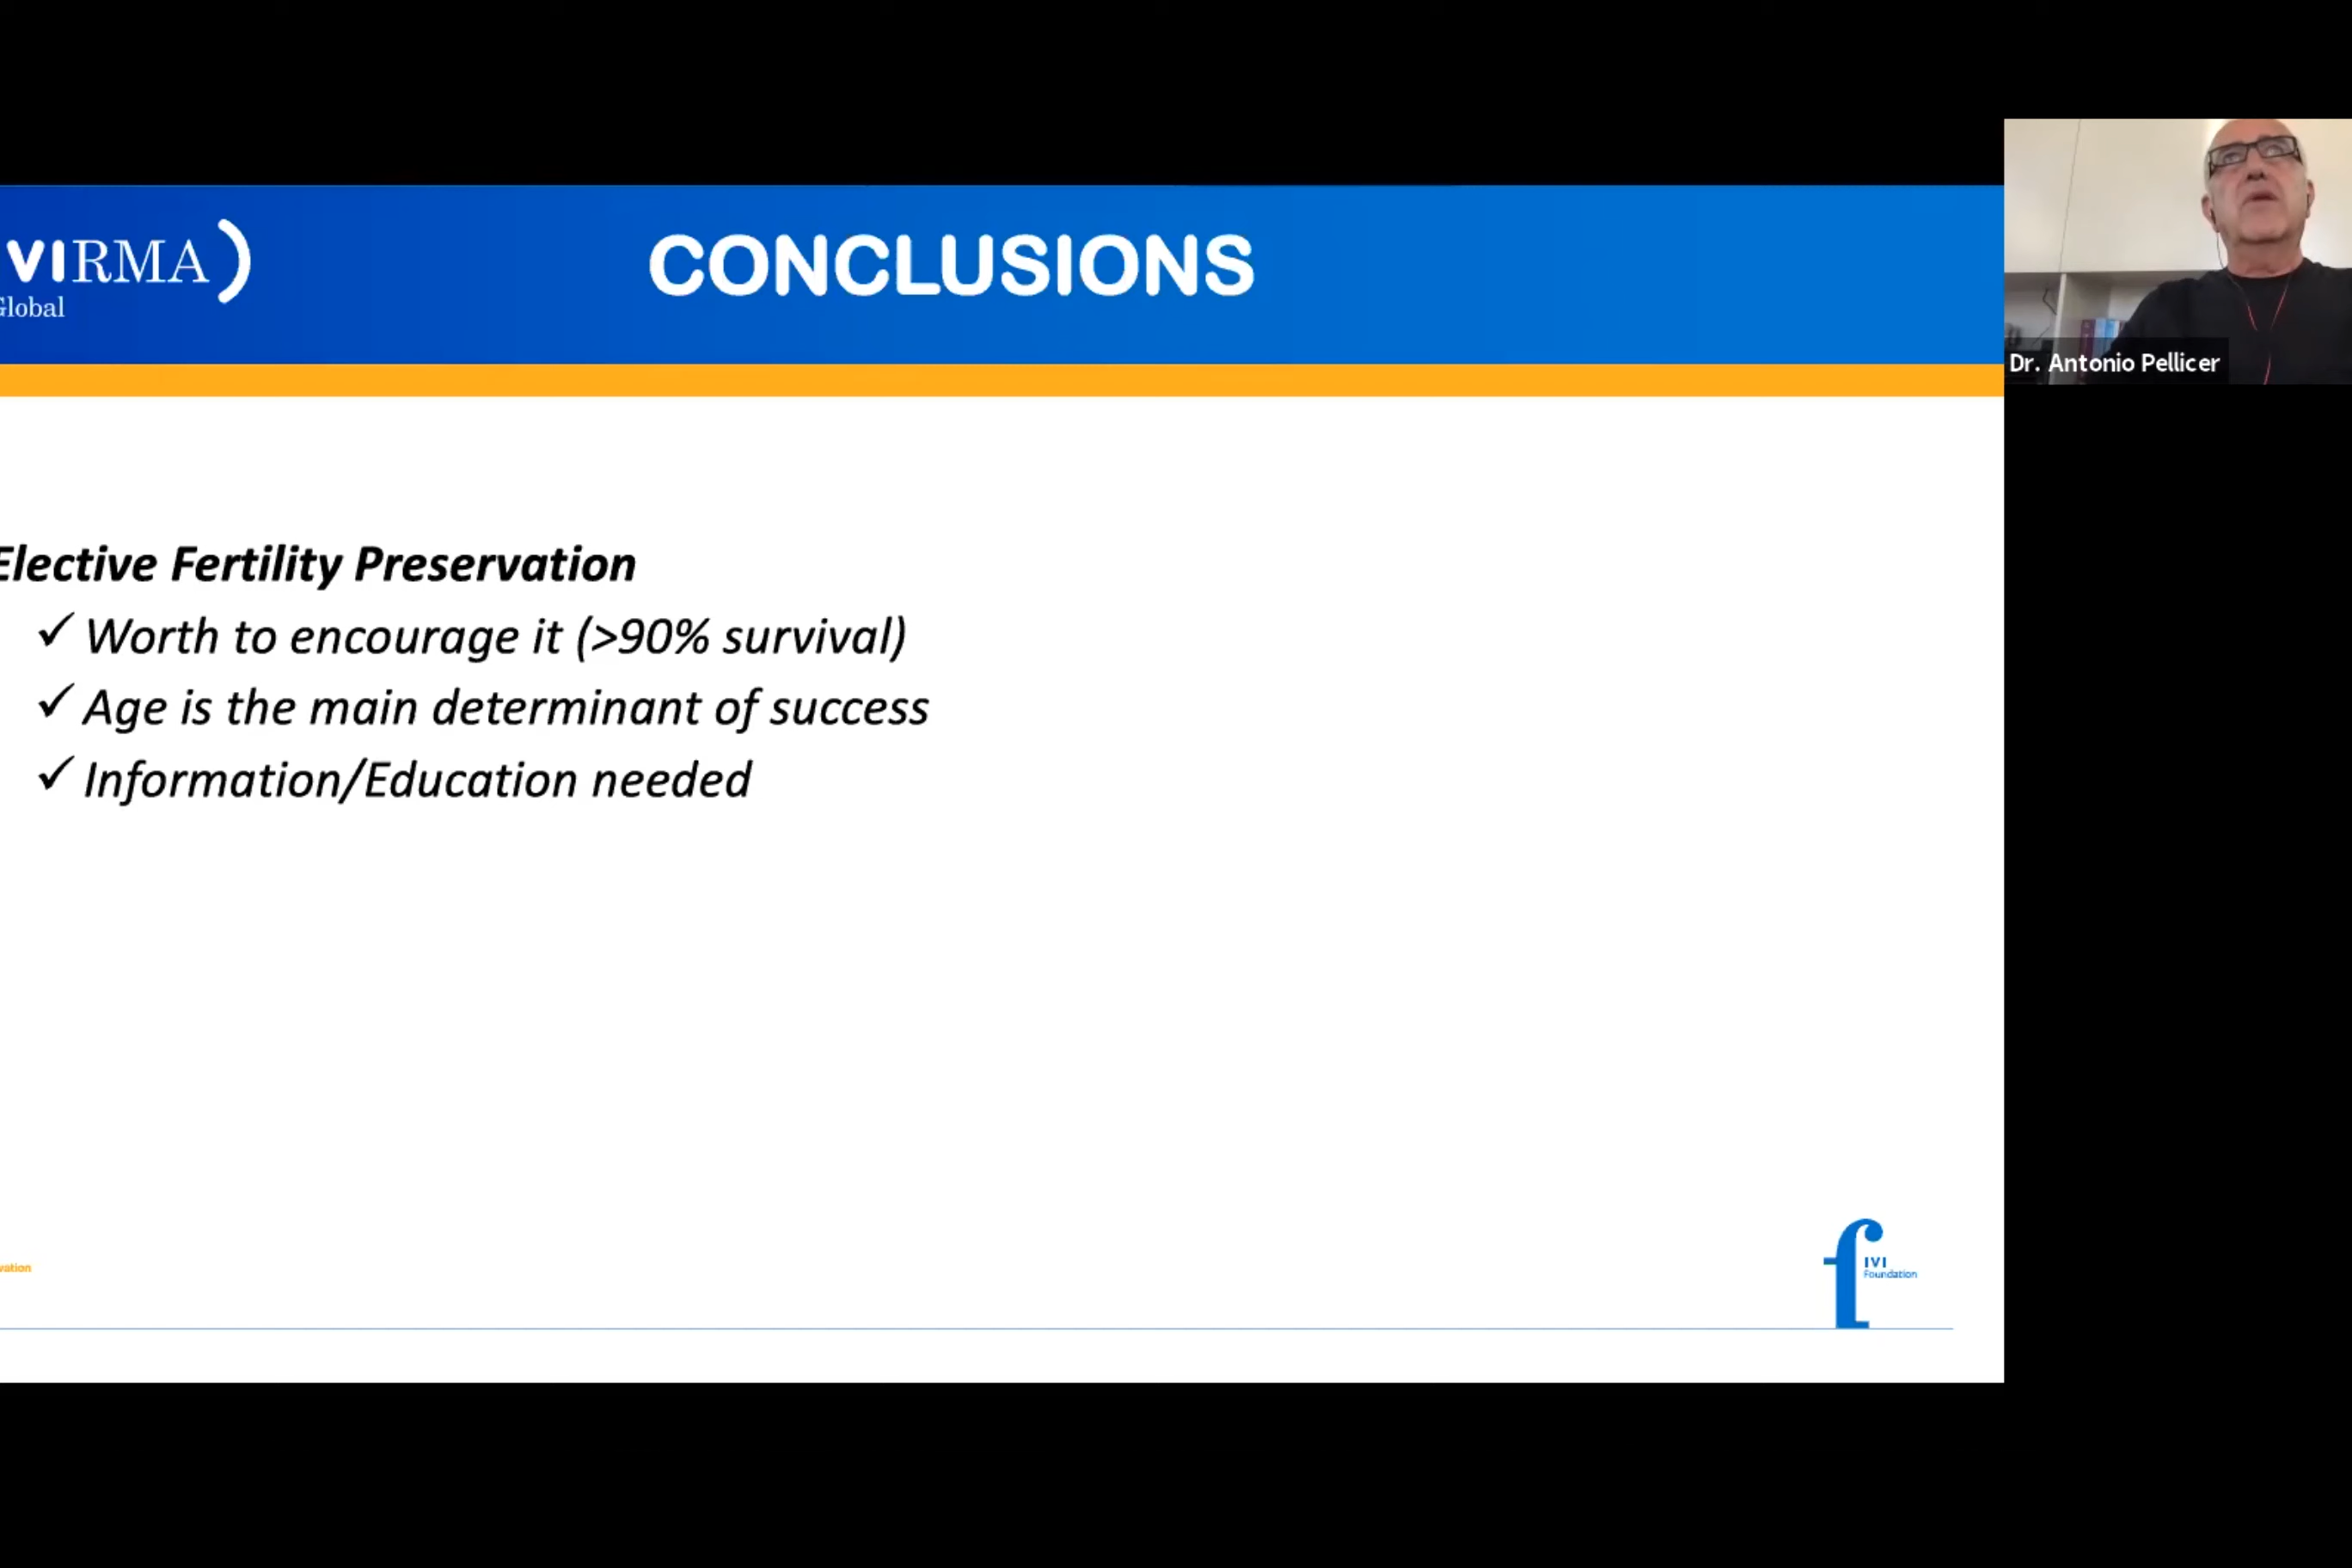 VIRMA
Global
CONCLUSIONS
Dr. Antonio Pellicer
Elective Fertility Preservation
✓ Worth to encourage it (>90% survival)
✓ Age is the main determinant of success
✓ Information/Education needed
vation
IVI
Foundation